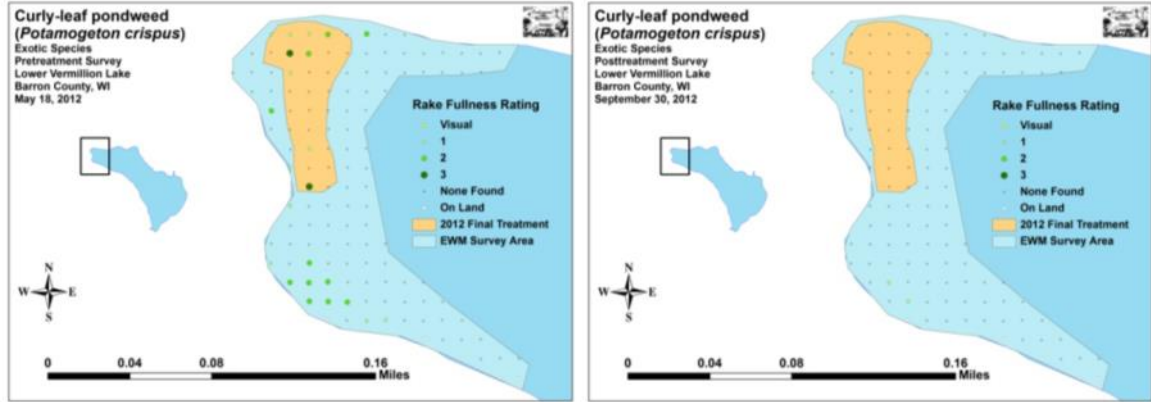 Curly-leaf pondweed
(Potamogeton crispus)
Exotic Species
Pretreatment Survey
Lower Vermillion Lake
Barron County, WI
May 18, 2012
Rake Fullness Rating
Visual
1
2
3
None Found
On Land
2012 Final Treatment
EWM Survey Area
N
W E
S
0 0.04 0.08 0.16
Miles
Curly-leaf pondweed
(Potamogeton crispus)
Exotic Species
Posttreatment Survey
Lower Vermillion Lake
Barron County, WI
September 30, 2012
Rake Fullness Rating
Visual
1
2
3
None Found
On Land
2012 Final Treatment
EWM Survey Area
N
W E
S
0 0.04 0.08 0.16
Miles